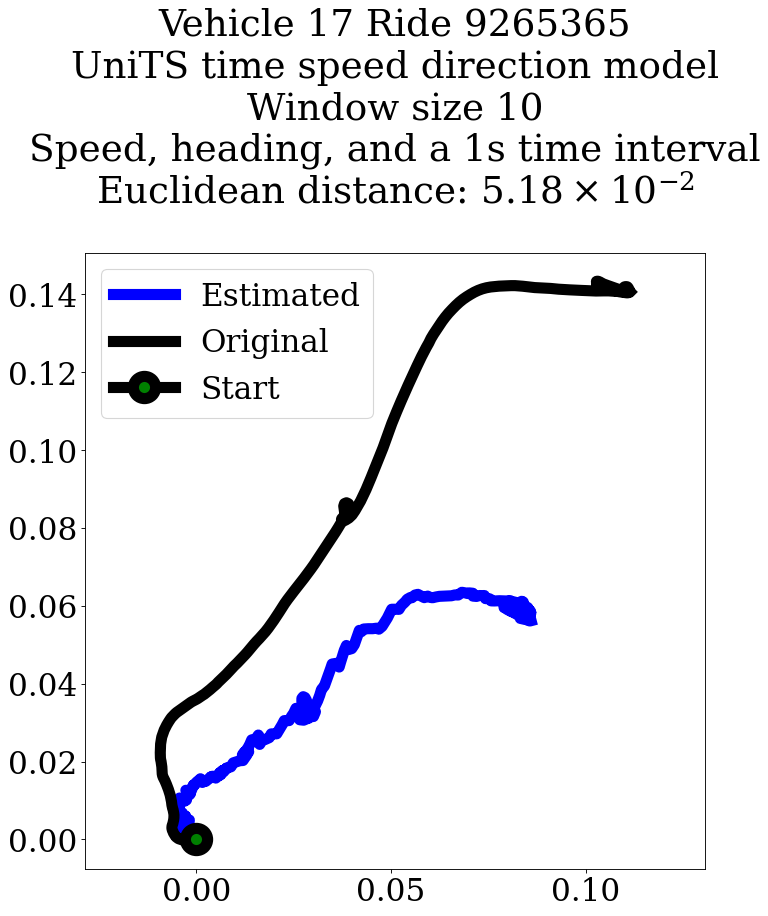 Vehicle 17 Ride 9265365
UniTS time speed direction model
Window size 10
Speed, heading, and a 1s time interval
Euclidean distance: 5.18 × 10⁻²
Estimated
Original
Start
0.14
0.12
0.10
0.08
0.06
0.04
0.02
0.00
0.00 0.05 0.10